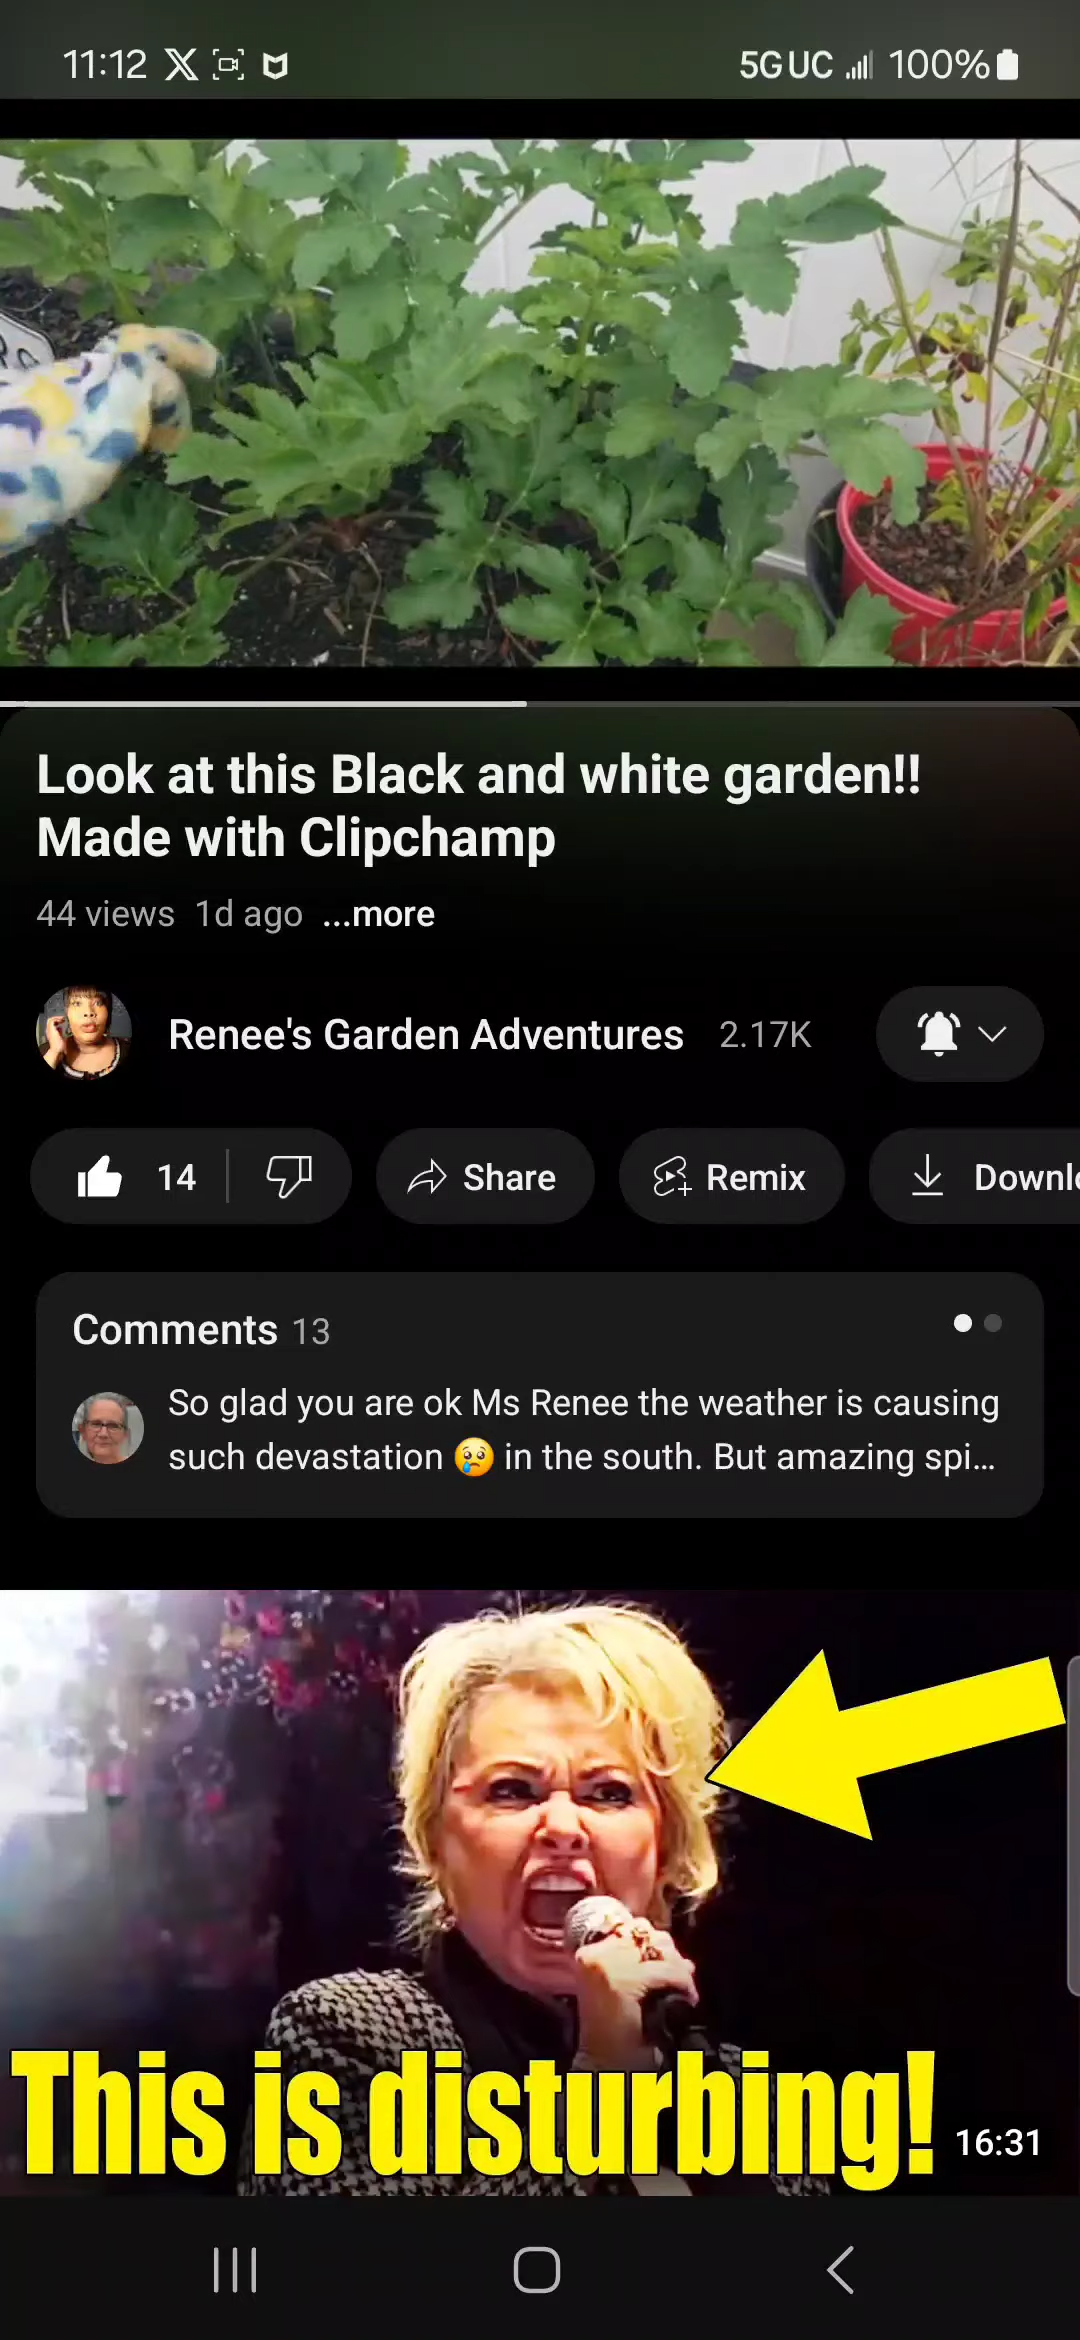 11:12 5G UC 100%
Look at this Black and white garden!!
Made with Clipchamp
44 views 1d ago ...more
Renee's Garden Adventures 2.17K
14 Share Remix Downlo
Comments 13
So glad you are ok Ms Renee the weather is causing
such devastation 😢 in the south. But amazing spi...
This is disturbing!
16:31